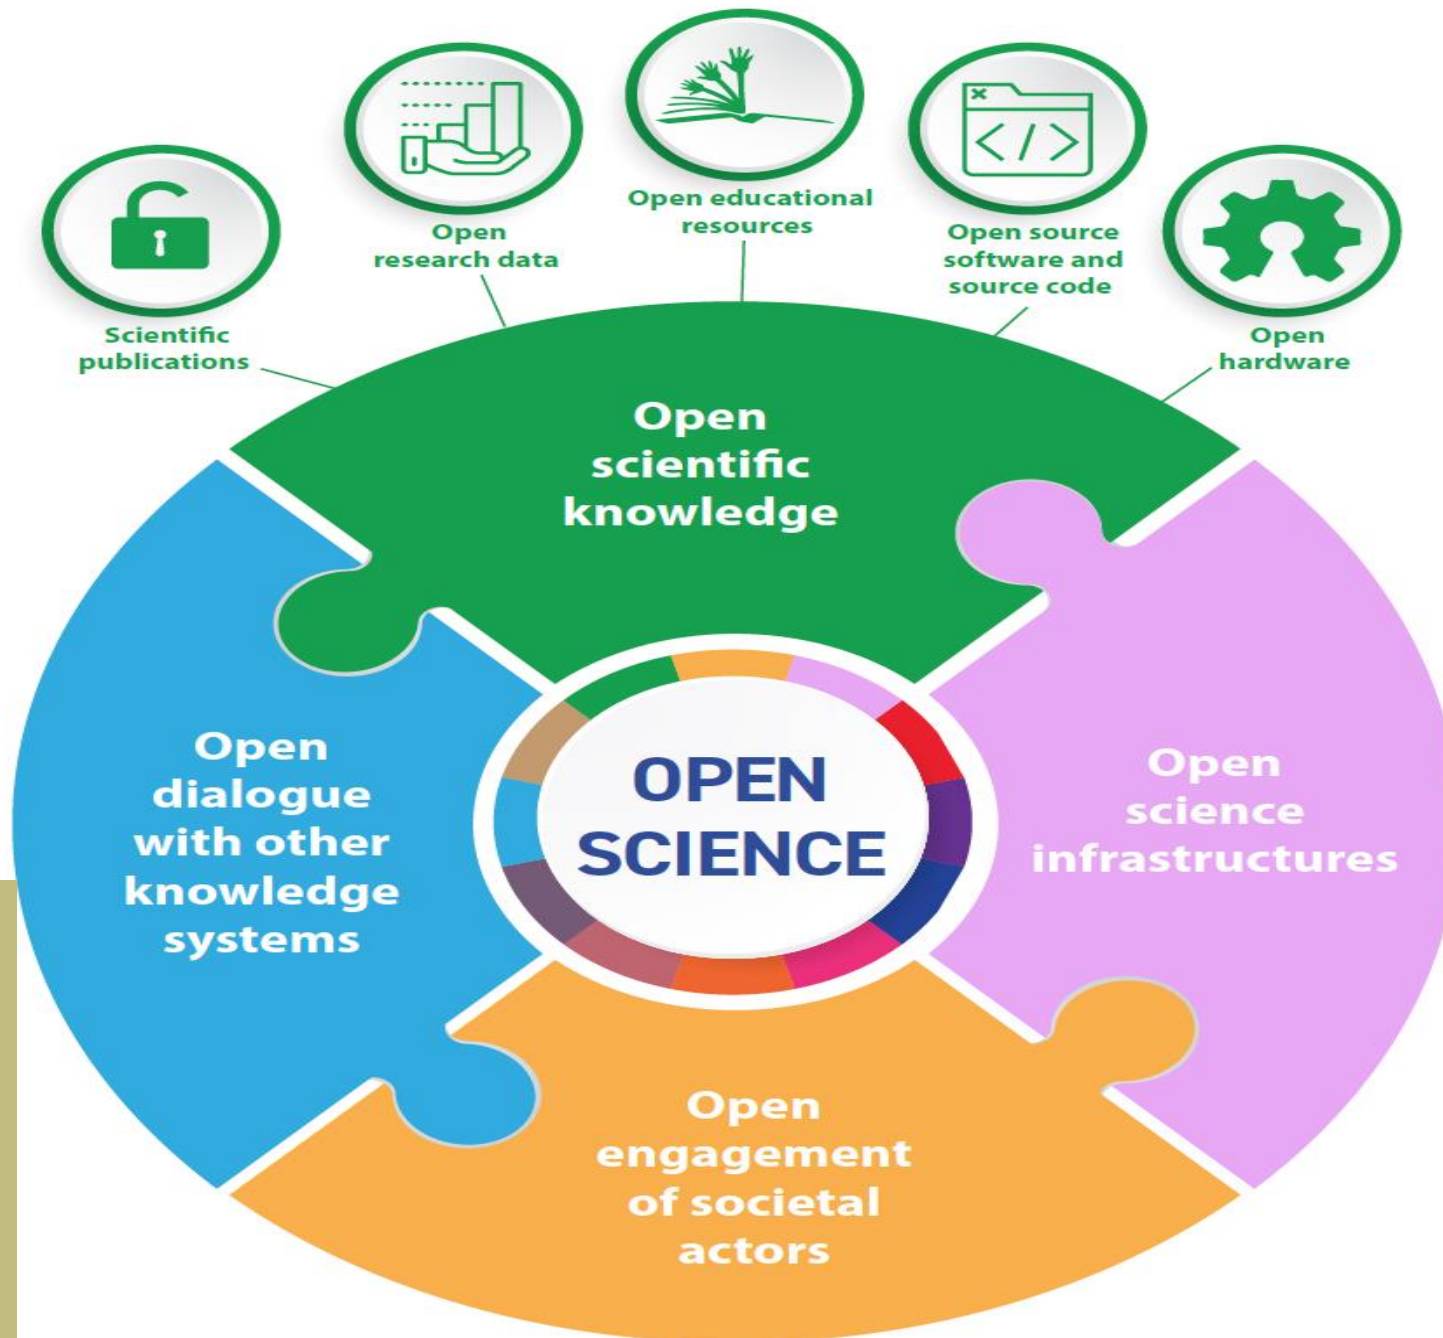 Scientific
publications
Open
research data
Open educational
resources
Open source
software and
source code
Open
hardware
Open
scientific
knowledge
Open
dialogue
with other
knowledge
systems
OPEN
SCIENCE
Open
science
infrastructures
Open
engagement
of societal
actors